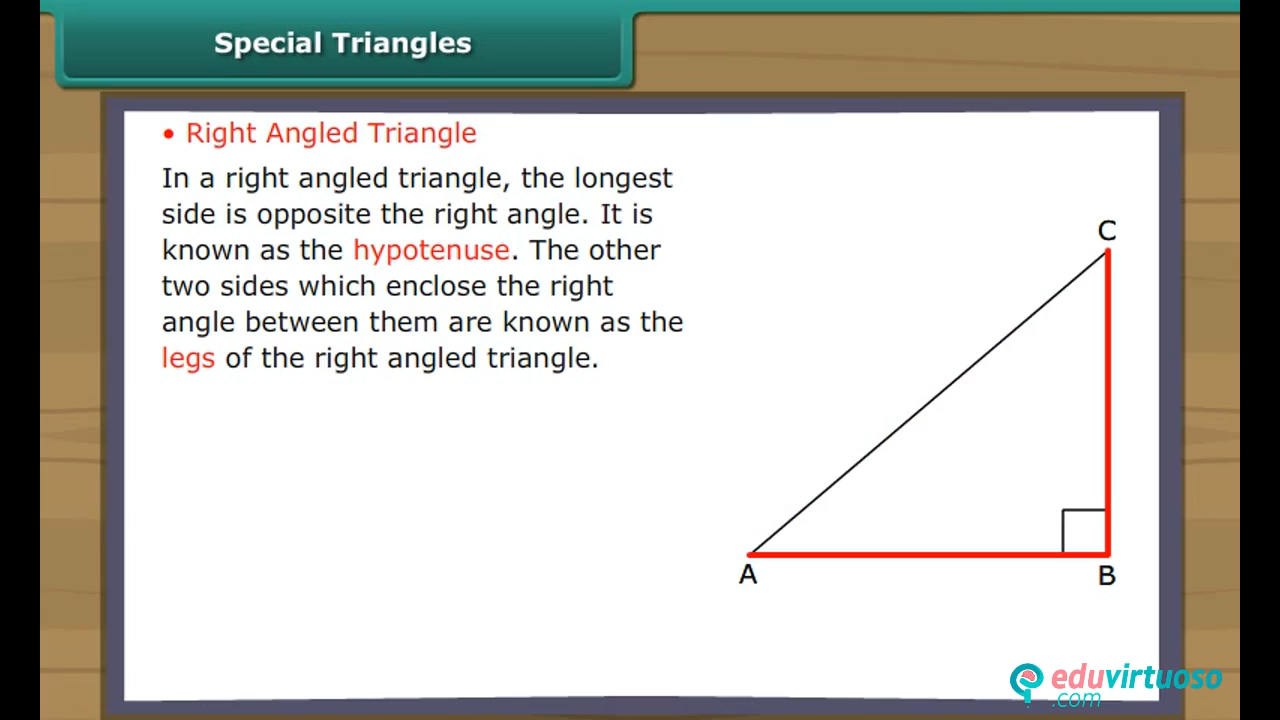 Special Triangles
• Right Angled Triangle
In a right angled triangle, the longest
side is opposite the right angle. It is
known as the hypotenuse. The other
two sides which enclose the right
angle between them are known as the
legs of the right angled triangle.
C
A
B
eduvirtuoso
.com